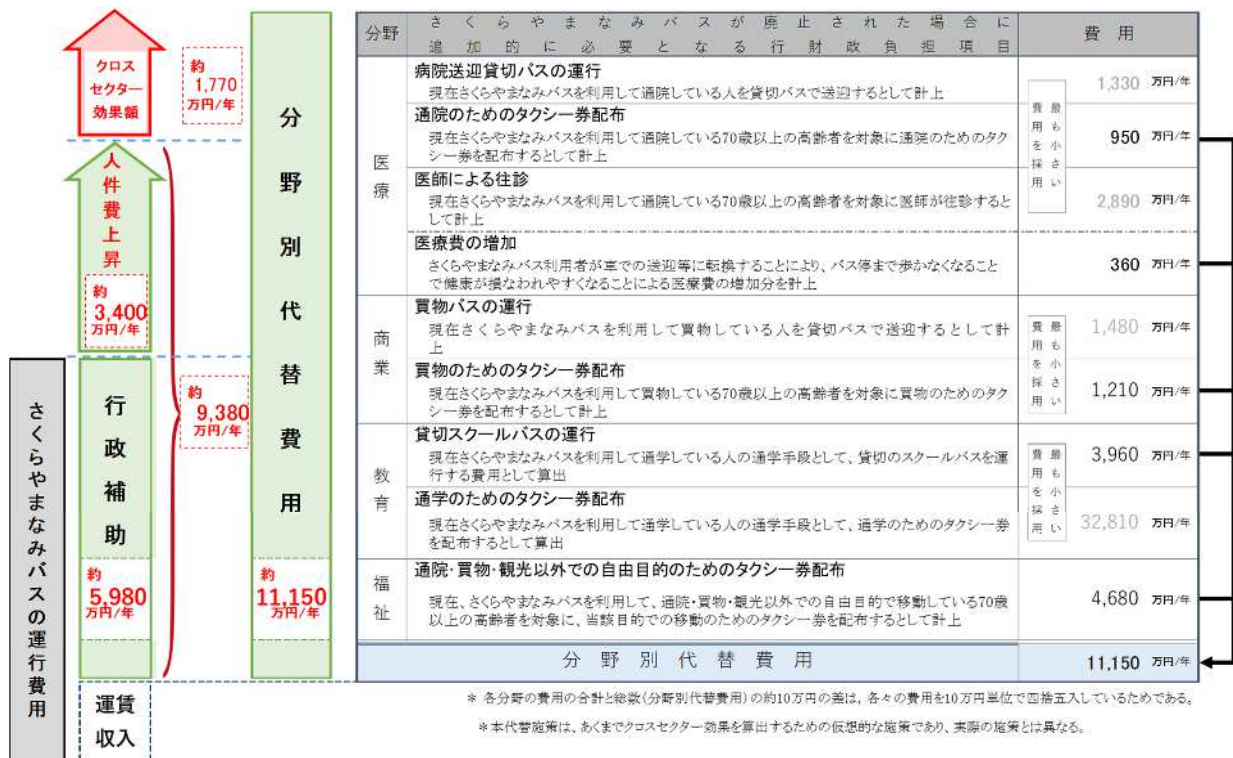 クロス
セクター
効果額
約
1,770
万円/年
人件費上昇
約
3,400
万円/年
約
9,380
万円/年
行政補助
約
5,980
万円/年
さくらやまなみバスの運行費用
運賃
収入
分野別代替費用
約
11,150
万円/年
分野
さくらやまなみバスが廃止された場合に
追加的に必要となる行財政負担項目
費用
医療
病院送迎貸切バスの運行
現在さくらやまなみバスを利用して通院している人を貸切バスで送迎するとして計上
1,330 万円/年
通院のためのタクシー券配布
現在さくらやまなみバスを利用して通院している70歳以上の高齢者を対象に通院のためのタク
シー券を配布するとして計上
950 万円/年
医師による往診
現在さくらやまなみバスを利用して通院している70歳以上の高齢者を対象に医師が往診すると
して計上
2,890 万円/年
最も小さい
費用を採用
医療費の増加
さくらやまなみバス利用者が車での送迎等に転換することにより、バス停まで歩かなくなること
で健康が損なわれやすくなることによる医療費の増加分を計上
360 万円/年
商業
買物バスの運行
現在さくらやまなみバスを利用して買物している人を貸切バスで送迎するとして計
上
1,480 万円/年
買物のためのタクシー券配布
現在さくらやまなみバスを利用して買物している70歳以上の高齢者を対象に買物のためのタク
シー券を配布するとして計上
1,210 万円/年
最も小さい
費用を採用
教育
貸切スクールバスの運行
現在さくらやまなみバスを利用して通学している人の通学手段として、貸切のスクールバスを運
行する費用として算出
3,960 万円/年
通学のためのタクシー券配布
現在さくらやまなみバスを利用して通学している人の通学手段として、通学のためのタクシー券
を配布するとして算出
32,810 万円/年
最も小さい
費用を採用
福祉
通院・買物・観光以外での自由目的のためのタクシー券配布
現在、さくらやまなみバスを利用して、通院・買物・観光以外での自由目的で移動している70歳
以上の高齢者を対象に、当該目的での移動のためのタクシー券を配布するとして計上
4,680 万円/年
分野別代替費用
11,150 万円/年
* 各分野の費用の合計と総数(分野別代替費用)の約10万円の差は、各々の費用を10万円単位で四捨五入しているためである。
*本代替施策は、あくまでクロスセクター効果を算出するための仮想的な施策であり、実際の施策とは異なる。